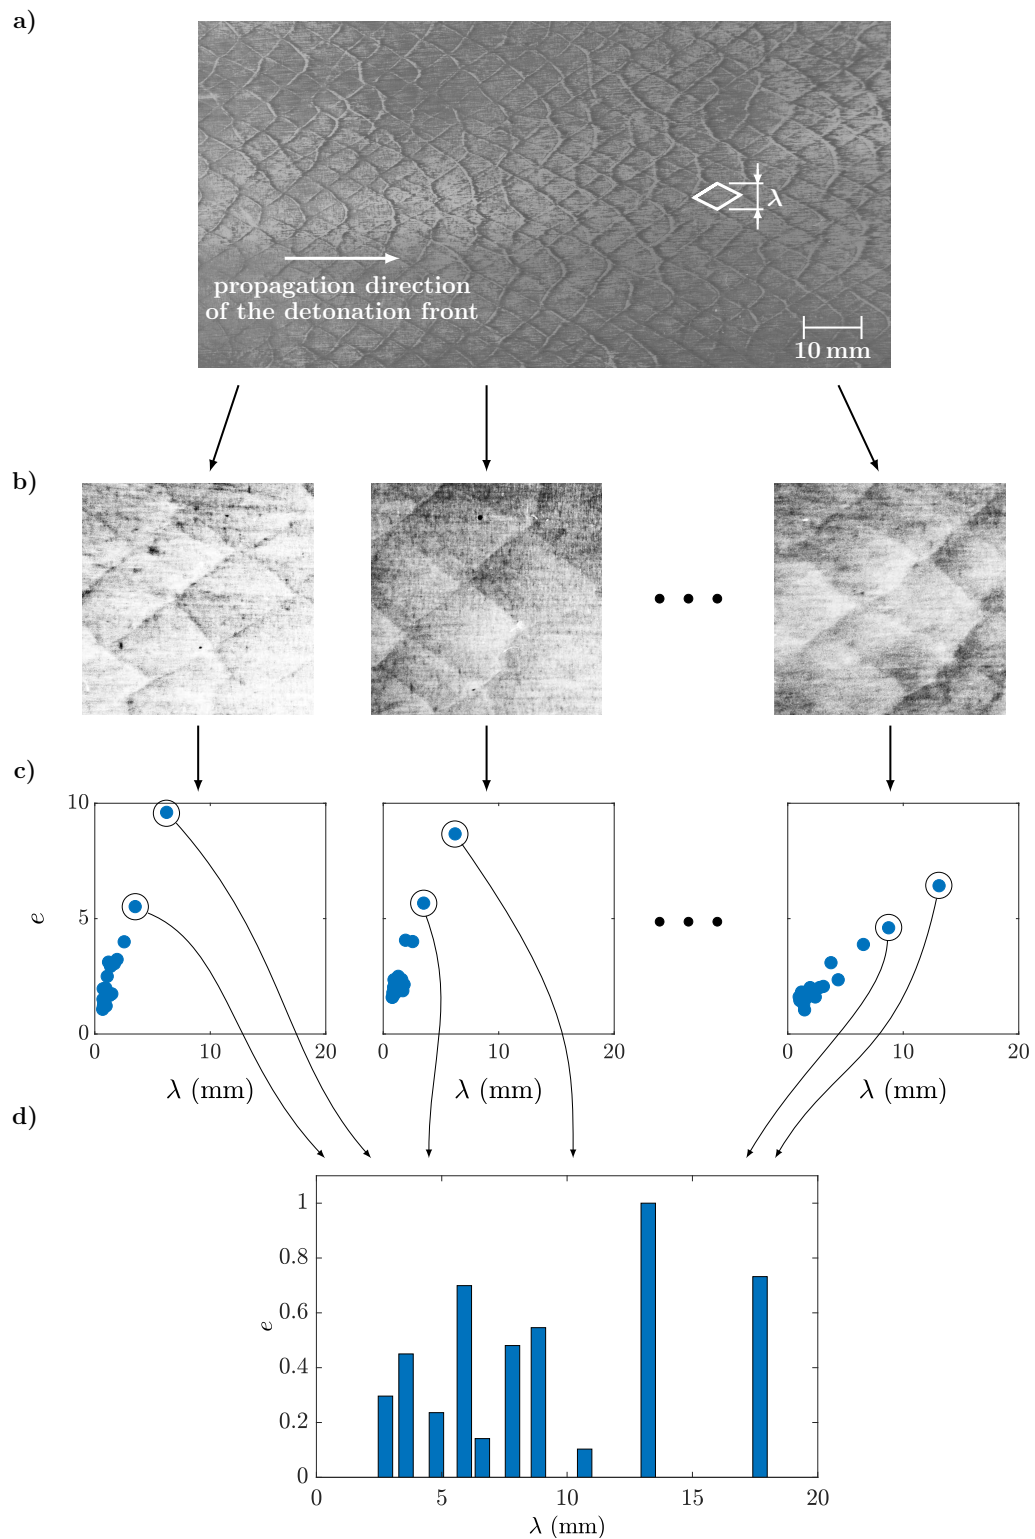 a)
λ
propagation direction
of the detonation front
10 mm
b)
c)
10
5
0
e
0 10 20
λ (mm)
0 10 20
λ (mm)
0 10 20
λ (mm)
d)
1
0.8
0.6
0.4
0.2
0
e
0 5 10 15 20
λ (mm)